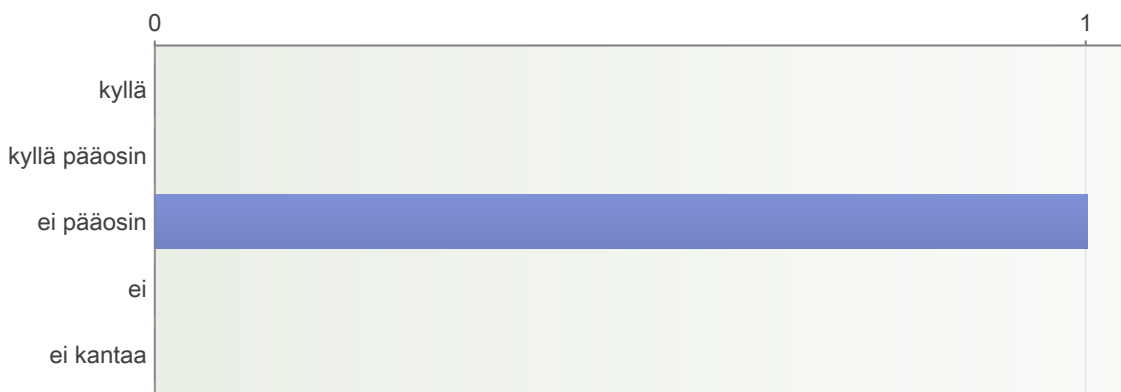 0 1
kyllä
kyllä pääosin
ei pääosin
ei
ei kantaa